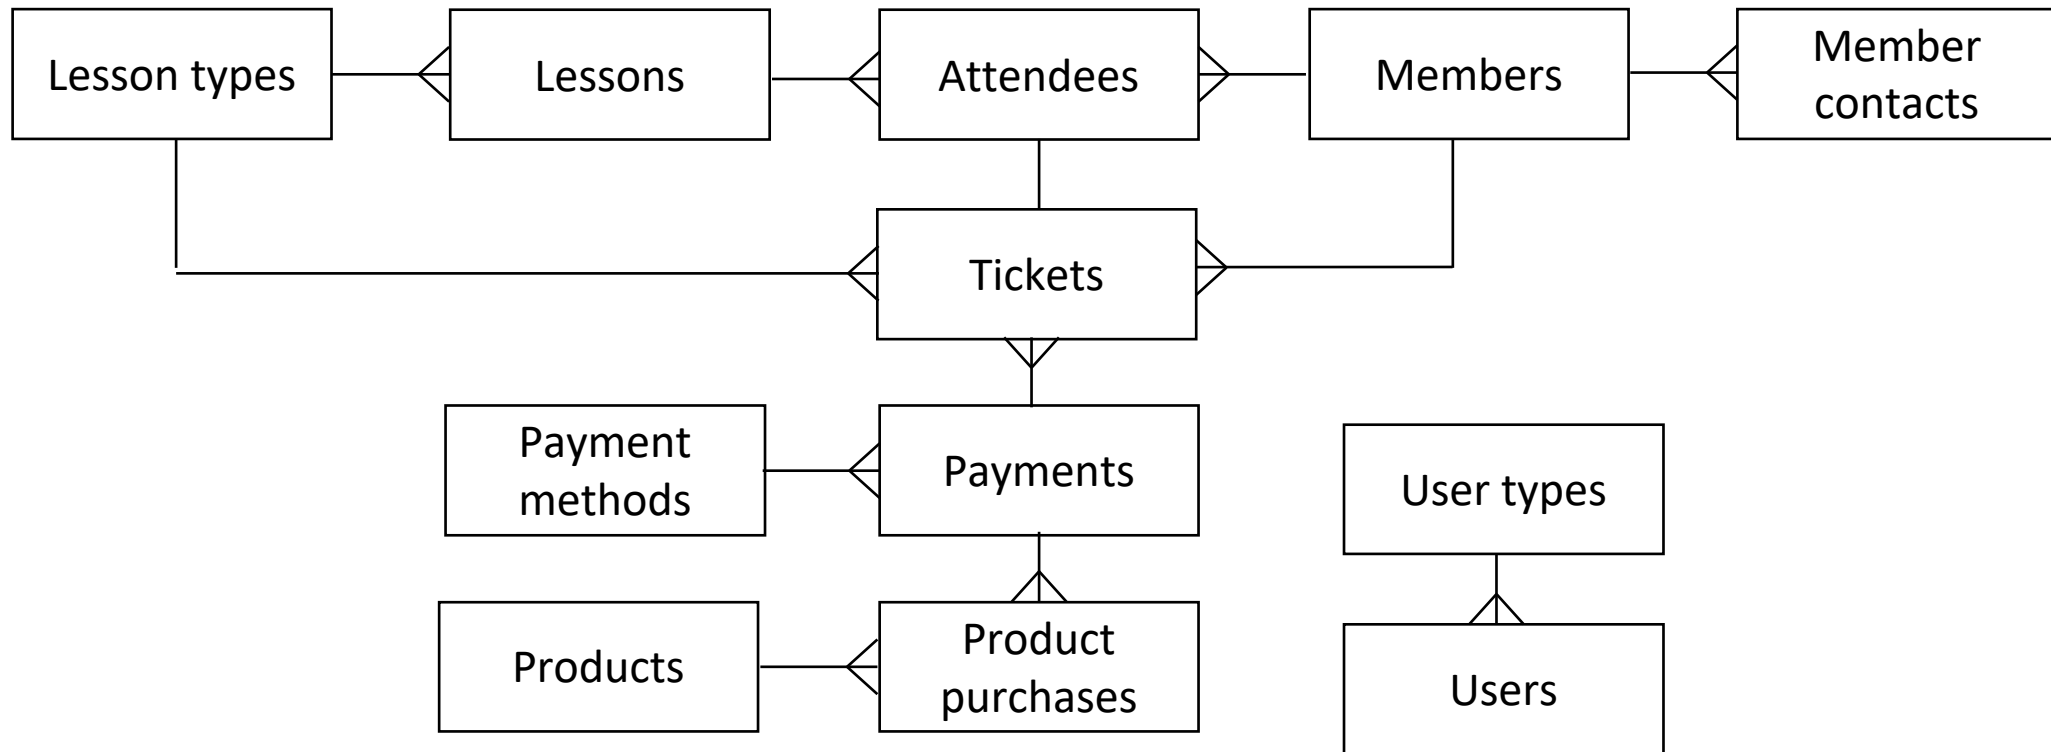 Lesson types
Lessons
Attendees
Members
Member
contacts
Tickets
Payment
methods
Payments
User types
Products
Product
purchases
Users